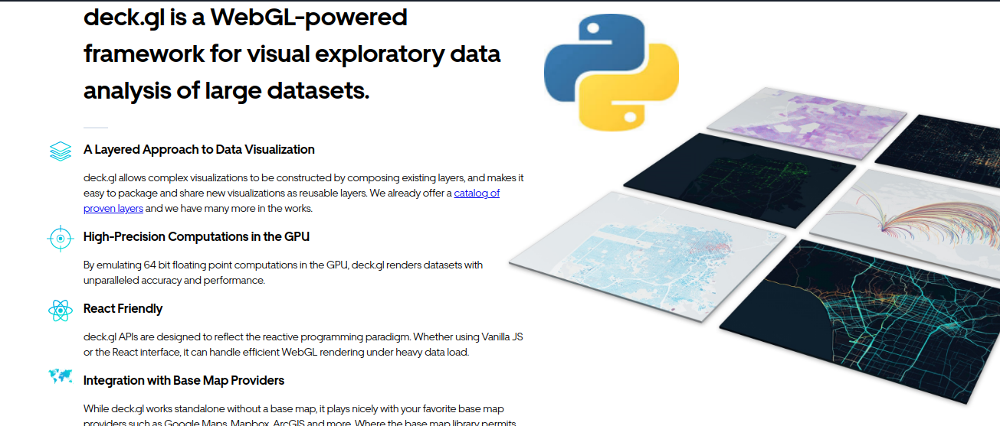 deck.gl is a WebGL-powered
framework for visual exploratory data
analysis of large datasets.
A Layered Approach to Data Visualization
deck.gl allows complex visualizations to be constructed by composing existing layers, and makes it
easy to package and share new visualizations as reusable layers. We already offer a catalog of
proven layers and we have many more in the works.
High-Precision Computations in the GPU
By emulating 64 bit floating point computations in the GPU, deck.gl renders datasets with
unparalleled accuracy and performance.
React Friendly
deck.gl APIs are designed to reflect the reactive programming paradigm. Whether using Vanilla JS
or the React interface, it can handle efficient WebGL rendering under heavy data load.
Integration with Base Map Providers
While deck.gl works standalone without a base map, it plays nicely with your favorite base map
providers such as Google Maps, Mapbox, ArcGIS and more. Where the base map library permits,